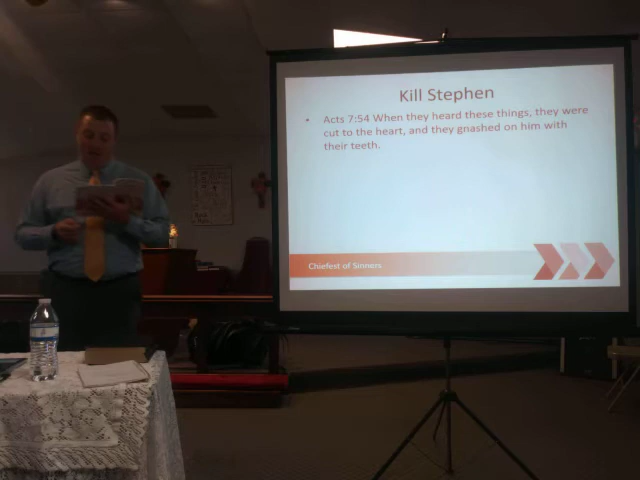 Kill Stephen
• Acts 7:54 When they heard these things, they were
cut to the heart, and they gnashed on him with
their teeth.
Chiefest of Sinners